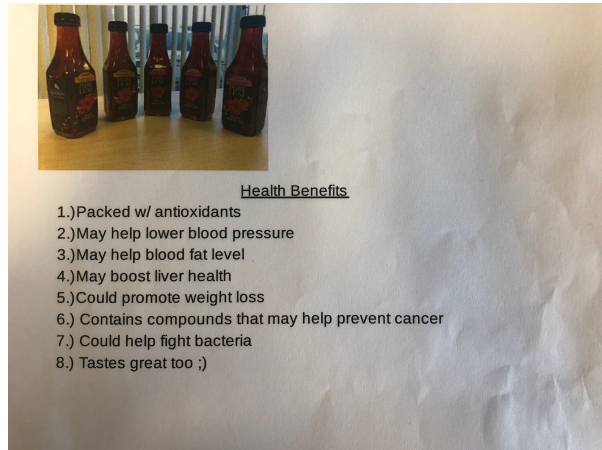 Health Benefits
1.)Packed w/ antioxidants
2.)May help lower blood pressure
3.)May help blood fat level
4.)May boost liver health
5.)Could promote weight loss
6.) Contains compounds that may help prevent cancer
7.) Could help fight bacteria
8.) Tastes great too ;)